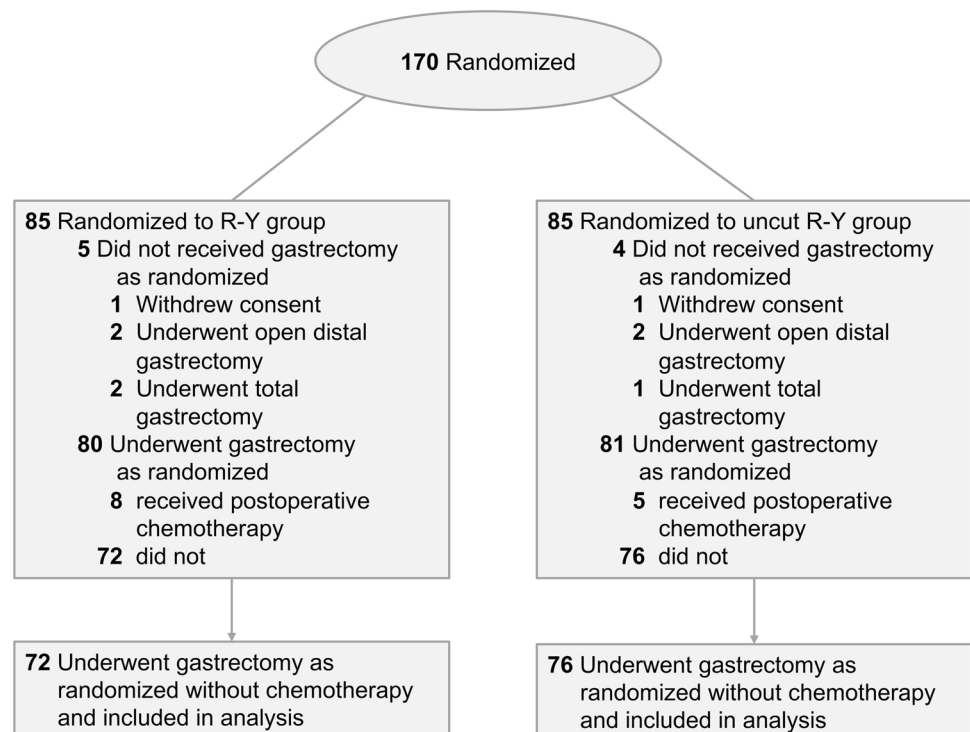 170 Randomized
85 Randomized to R-Y group
5 Did not received gastrectomy
as randomized
1 Withdrew consent
2 Underwent open distal
gastrectomy
2 Underwent total
gastrectomy
80 Underwent gastrectomy
as randomized
8 received postoperative
chemotherapy
72 did not
85 Randomized to uncut R-Y group
4 Did not received gastrectomy
as randomized
1 Withdrew consent
2 Underwent open distal
gastrectomy
1 Underwent total
gastrectomy
81 Underwent gastrectomy
as randomized
5 received postoperative
chemotherapy
76 did not
72 Underwent gastrectomy as
randomized without chemotherapy
and included in analysis
76 Underwent gastrectomy as
randomized without chemotherapy
and included in analysis